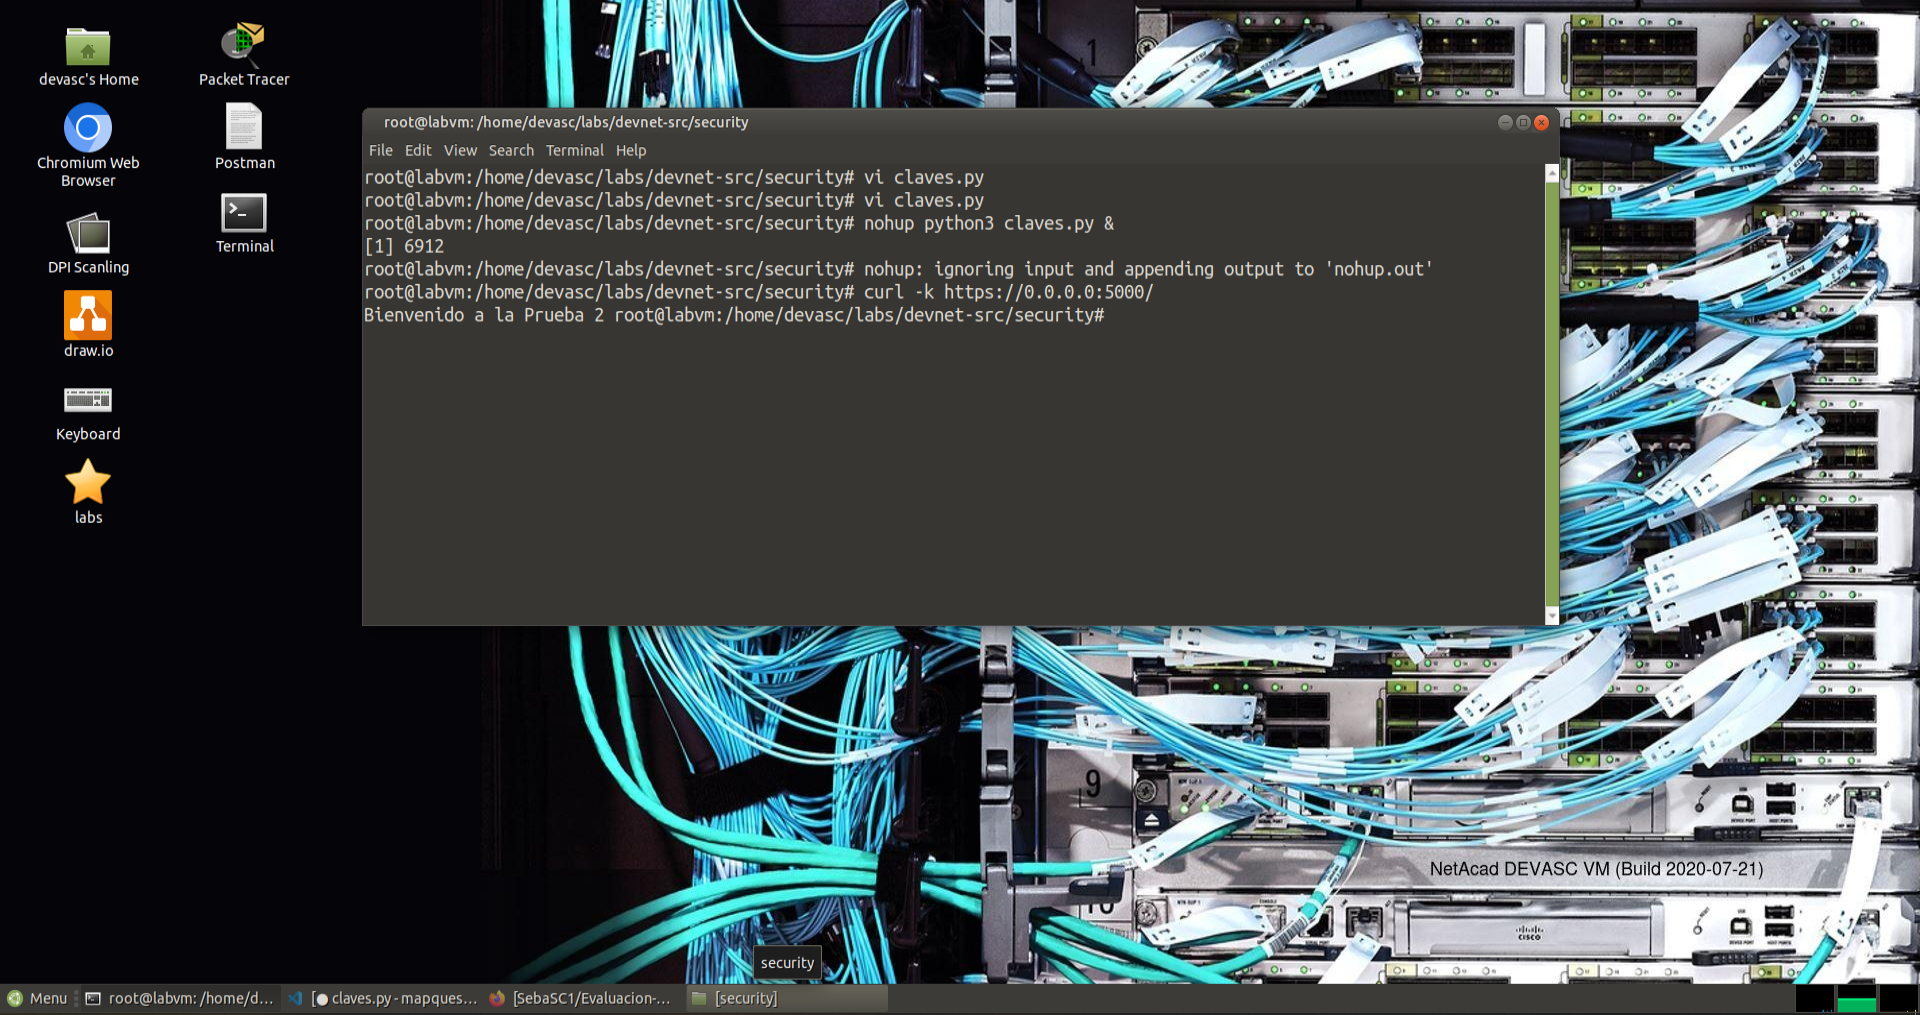 devasc's Home
Packet Tracer
Chromium Web
Browser
Postman
DPI Scanling
Terminal
draw.io
Keyboard
labs
root@labvm: /home/devasc/labs/devnet-src/security
File Edit View Search Terminal Help
root@labvm:/home/devasc/labs/devnet-src/security# vi claves.py
root@labvm:/home/devasc/labs/devnet-src/security# vi claves.py
root@labvm:/home/devasc/labs/devnet-src/security# nohup python3 claves.py &
[1] 6912
root@labvm:/home/devasc/labs/devnet-src/security# nohup: ignoring input and appending output to 'nohup.out'
root@labvm:/home/devasc/labs/devnet-src/security# curl -k https://0.0.0.0:5000/
Bienvenido a la Prueba 2 root@labvm:/home/devasc/labs/devnet-src/security#
1
9
10
CISCO
NetAcad DEVASC VM (Build 2020-07-21)
security
Menu
root@labvm: /home/d...
[● claves.py - mapques...
[SebaSC1/Evaluacion-...
[security]